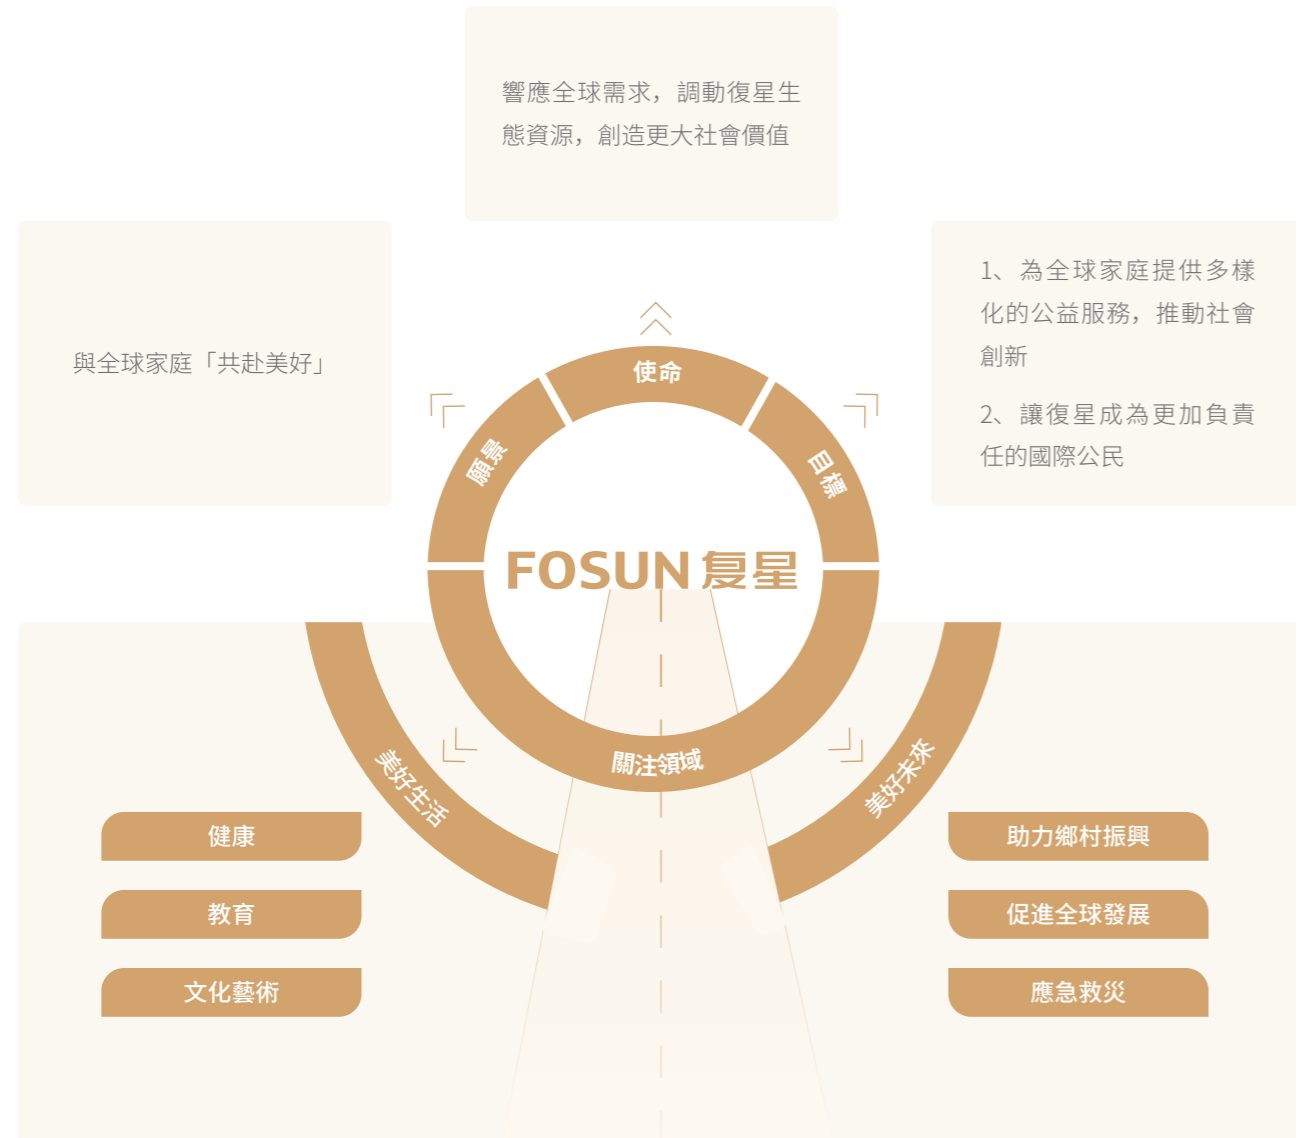 響應全球需求，調動復星生
態資源，創造更大社會價值
與全球家庭「共赴美好」
1、為全球家庭提供多樣
化的公益服務，推動社會
創新
2、讓復星成為更加負責
任的國際公民
使命
願景
目標
FOSUN 复星
關注領域
美好生活
美好未來
健康
教育
文化藝術
助力鄉村振興
促進全球發展
應急救災